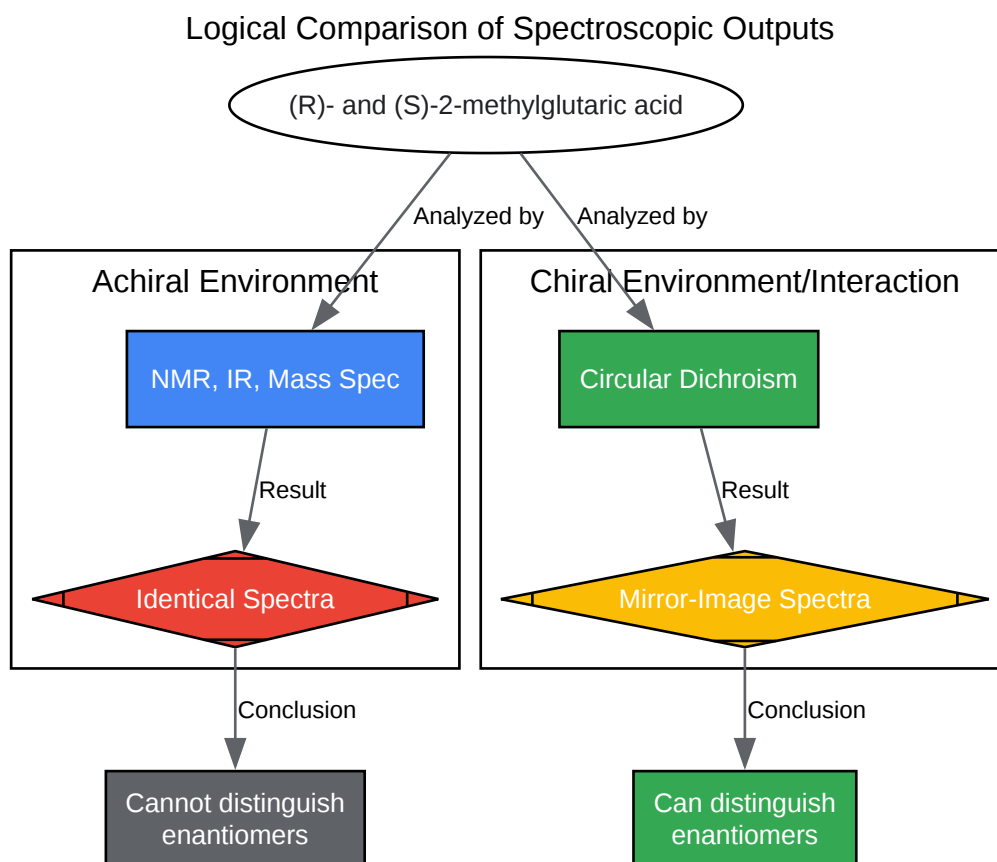 Logical Comparison of Spectroscopic Outputs
(R)- and (S)-2-methylglutaric acid
Analyzed by
Analyzed by
Achiral Environment
Chiral Environment/Interaction
NMR, IR, Mass Spec
Circular Dichroism
Result
Result
Identical Spectra
Mirror-Image Spectra
Conclusion
Conclusion
Cannot distinguish
enantiomers
Can distinguish
enantiomers